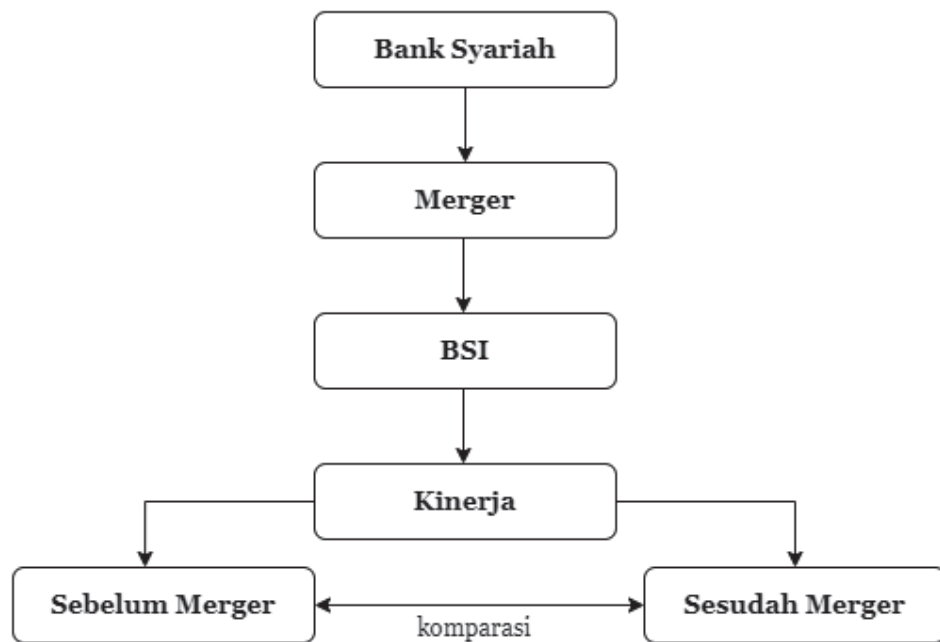 Bank Syariah
Merger
BSI
Kinerja
Sebelum Merger
Sesudah Merger
komparasi